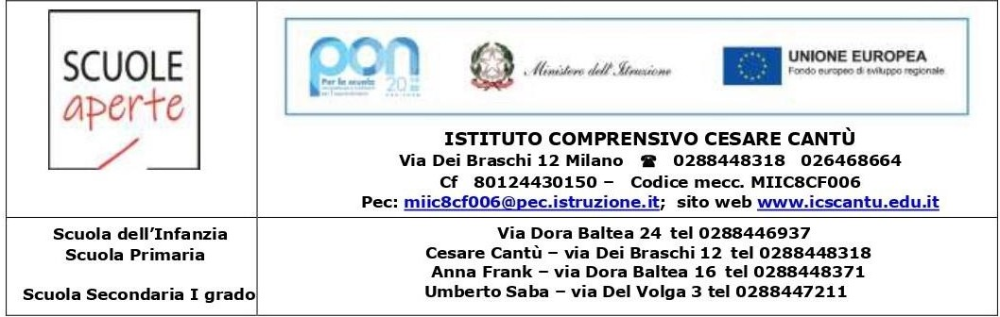 SCUOLE
aperte
pon
Per la scuola
20
Ministero dell'Istruzione
UNIONE EUROPEA
Fondo europeo di sviluppo regionale
ISTITUTO COMPRENSIVO CESARE CANTÙ
Via Dei Braschi 12 Milano ☎ 0288448318 026468664
Cf 80124430150 – Codice mecc. MIIC8CF006
Pec: miic8cf006@pec.istruzione.it; sito web www.icscantu.edu.it
Scuola dell'Infanzia
Scuola Primaria
Scuola Secondaria I grado
Via Dora Baltea 24 tel 0288446937
Cesare Cantù – via Dei Braschi 12 tel 0288448318
Anna Frank – via Dora Baltea 16 tel 0288448371
Umberto Saba – via Del Volga 3 tel 0288447211